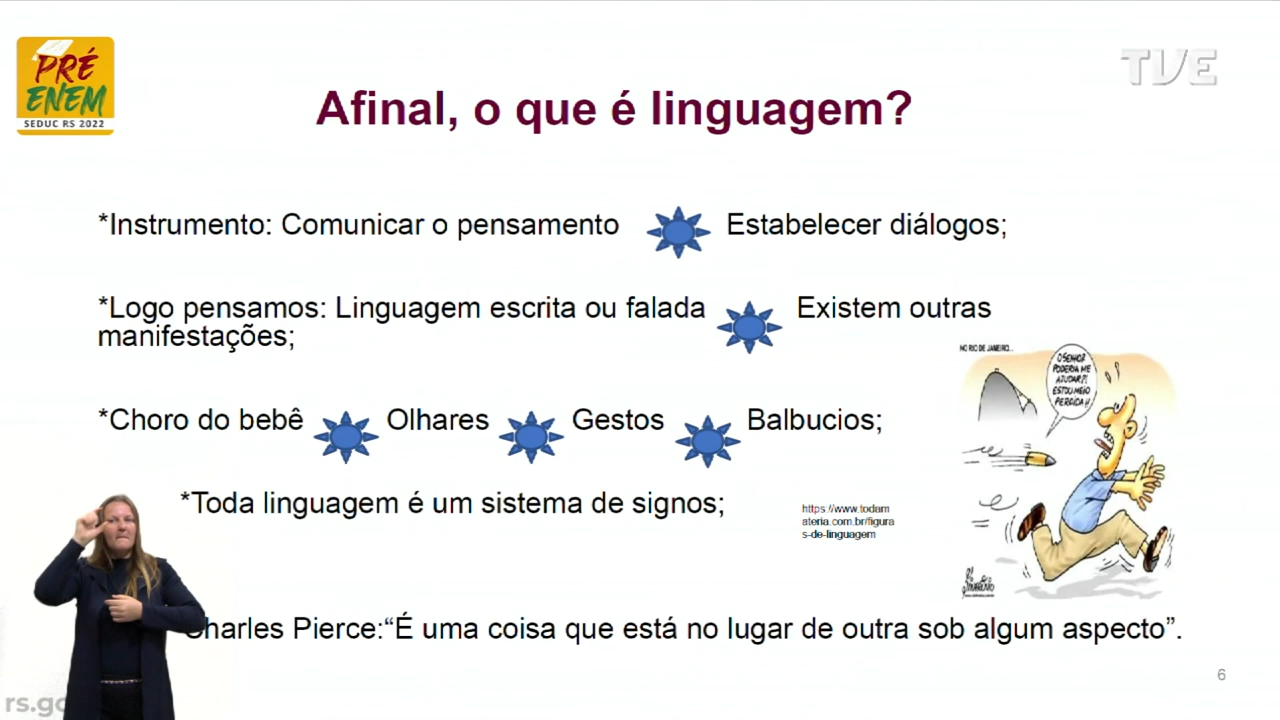 PRÉ
ENEM
SEDUC RS 2022
TVE
Afinal, o que é linguagem?
*Instrumento: Comunicar o pensamento Estabelecer diálogos;
*Logo pensamos: Linguagem escrita ou falada Existem outras
manifestações;
NO RIO DE JANEIRO...
O SENHOR
PODERIA ME
AJUDAR?!
ESTOU MEIO
PERDIDA!!
*Choro do bebê Olhares Gestos Balbucios;
*Toda linguagem é um sistema de signos;
https://www.todam
ateria.com.br/figura
s-de-linguagem
Charles Pierce:“É uma coisa que está no lugar de outra sob algum aspecto”.
6
rs.go